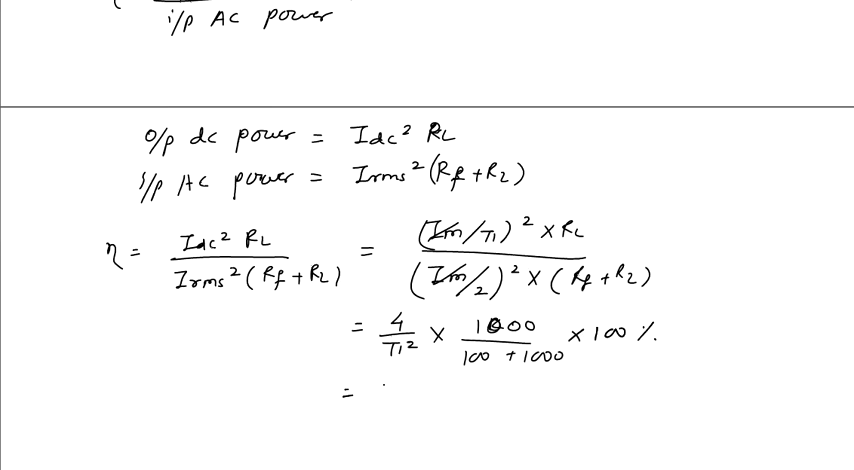 i/p AC power
o/p dc power = Idc² RL
i/p AC power = Irms² (Rf + RL)
η = Idc² RL / Irms² (Rf + RL) = (Im/π)² × RL / (Im/2)² × (Rf + RL)
= 4/π² × 1000/100 + 1000 × 100 %.
=